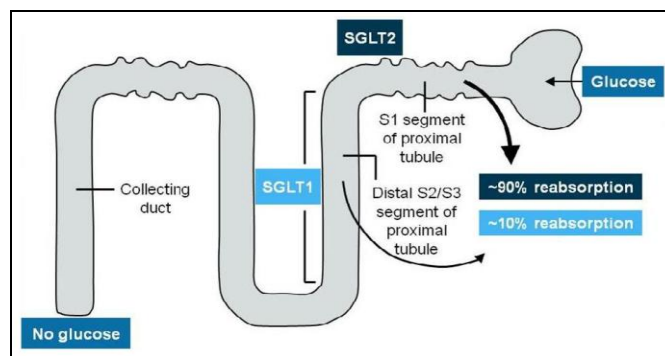 SGLT2
Glucose
S1 segment
of proximal
tubule
~90% reabsorption
SGLT1
Collecting
duct
Distal S2/S3
segment of
proximal
tubule
~10% reabsorption
No glucose